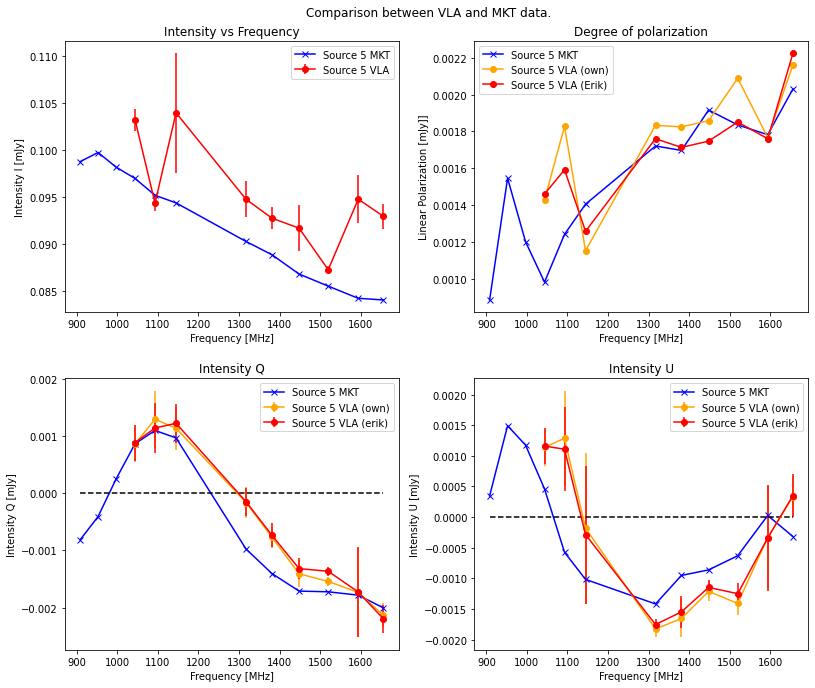 Comparison between VLA and MKT data.
Intensity vs Frequency
Source 5 MKT
Source 5 VLA
Intensity I [mJy]
0.110
0.105
0.100
0.095
0.090
0.085
900 1000 1100 1200 1300 1400 1500 1600
Frequency [MHz]
Degree of polarization
Source 5 MKT
Source 5 VLA (own)
Source 5 VLA (Erik)
Linear Polarization [mJy]]
0.0022
0.0020
0.0018
0.0016
0.0014
0.0012
0.0010
900 1000 1100 1200 1300 1400 1500 1600
Frequency [MHz]
Intensity Q
Source 5 MKT
Source 5 VLA (own)
Source 5 VLA (erik)
Intensity Q [mJy]
0.002
0.001
0.000
−0.001
−0.002
900 1000 1100 1200 1300 1400 1500 1600
Frequency [MHz]
Intensity U
Source 5 MKT
Source 5 VLA (own)
Source 5 VLA (erik)
Intensity U [mJy]
0.0020
0.0015
0.0010
0.0005
0.0000
−0.0005
−0.0010
−0.0015
−0.0020
900 1000 1100 1200 1300 1400 1500 1600
Frequency [MHz]